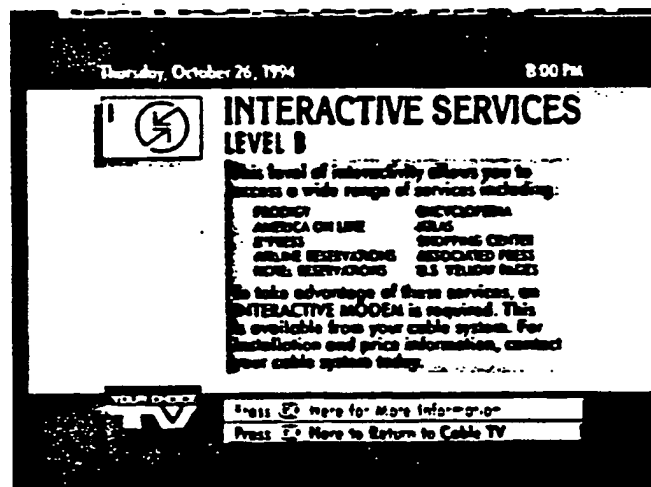 Thursday, October 26, 1994 8:00 PM
INTERACTIVE SERVICES
LEVEL B
This level of interactivity allows you to
access a wide range of services including:
PRODIGY ENCYCLOPEDIA
AMERICA ON LINE ATLAS
X*PRESS SHOPPING CENTER
AIRLINE RESERVATIONS ASSOCIATED PRESS
HOTEL RESERVATIONS U.S. YELLOW PAGES
To take advantage of these services, an
INTERACTIVE MODEM is required. This
is available from your cable system. For
installation and price information, contact
your cable system today.
YOUR CHOICE
TV
Press Here for More Information
Press Here to Return to Cable TV